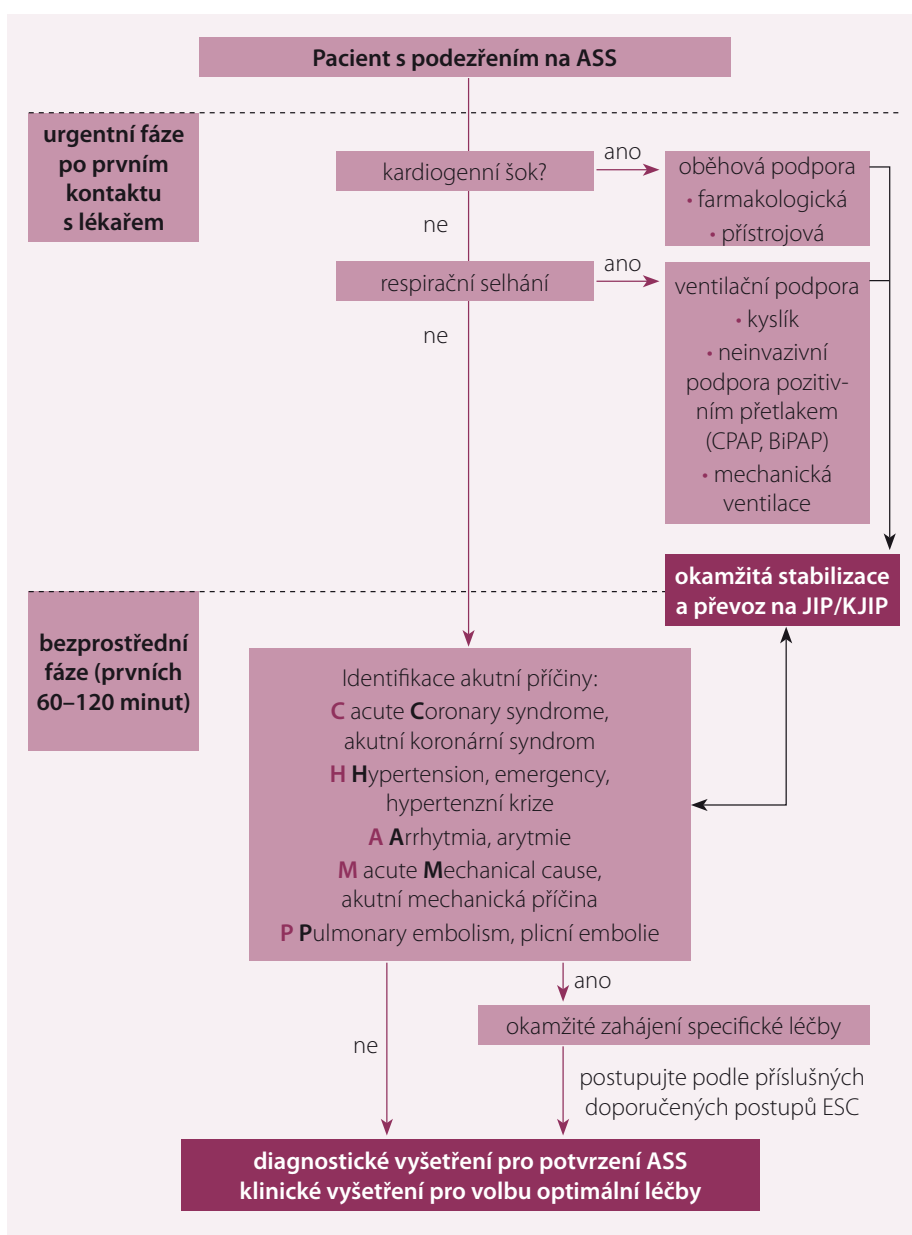 Pacient s podezřením na ASS
urgentní fáze
po prvním
kontaktu
s lékařem
kardiogenní šok?
ano
oběhová podpora
• farmakologická
• přístrojová
ne
respirační selhání
ano
ventilační podpora
• kyslík
• neinvazivní
podpora pozitiv-
ním přetlakem
(CPAP, BiPAP)
• mechanická
ventilace
ne
okamžitá stabilizace
a převoz na JIP/KJIP
bezprostřední
fáze (prvních
60–120 minut)
Identifikace akutní příčiny:
C acute Coronary syndrome,
akutní koronární syndrom
H Hypertension, emergency,
hypertenzní krize
A Arrhytmia, arytmie
M acute Mechanical cause,
akutní mechanická příčina
P Pulmonary embolism, plicní embolie
ano
okamžité zahájení specifické léčby
ne
postupujte podle příslušných
doporučených postupů ESC
diagnostické vyšetření pro potvrzení ASS
klinické vyšetření pro volbu optimální léčby